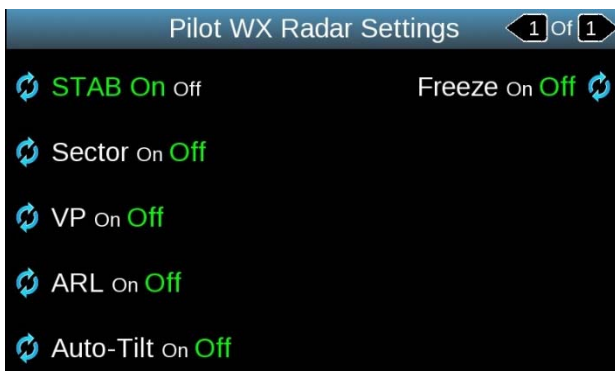 Pilot WX Radar Settings 1 Of 1
STAB On Off Freeze On Off
Sector On Off
VP On Off
ARL On Off
Auto-Tilt On Off